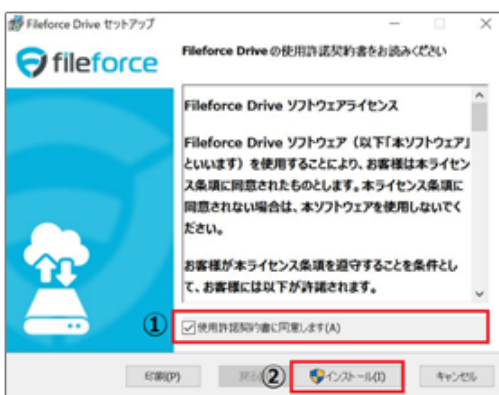 Fileforce Drive セットアップ
fileforce
Fileforce Drive の使用許諾契約書をお読みください
Fileforce Drive ソフトウェアライセンス
Fileforce Drive ソフトウェア（以下「本ソフトウェア」
といいます）を使用することにより、お客様は本ライセン
ス条項に同意されたものとします。本ライセンス条項に
同意されない場合は、本ソフトウェアを使用しないでく
ださい。
お客様が本ライセンス条項を遵守することを条件とし
て、お客様には以下が許諾されます。
① 使用許諾契約書に同意します(A)
印刷(P) 戻る ② インストール(I) キャンセル